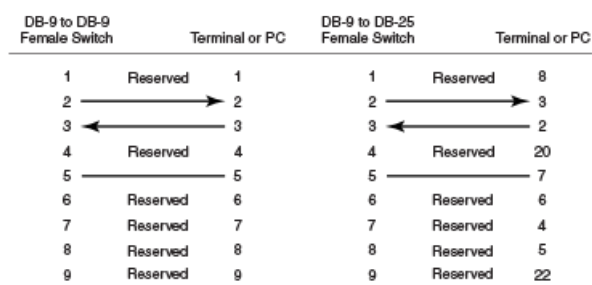 DB-9 to DB-9
Female Switch Terminal or PC
1 Reserved 1
2 2
3 3
4 Reserved 4
5 5
6 Reserved 6
7 Reserved 7
8 Reserved 8
9 Reserved 9
DB-9 to DB-25
Female Switch Terminal or PC
1 Reserved 8
2 3
3 2
4 Reserved 20
5 7
6 Reserved 6
7 Reserved 4
8 Reserved 5
9 Reserved 22